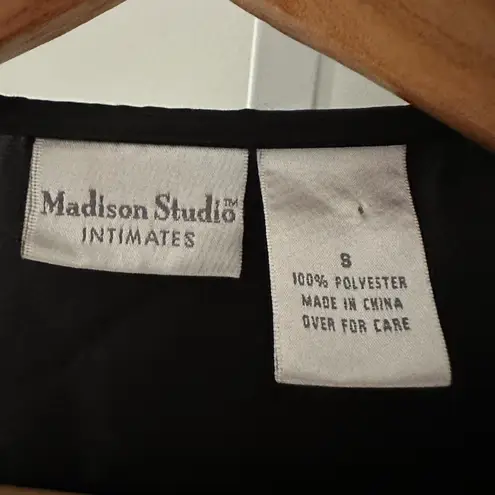 Madison Studio™
INTIMATES
S
100% POLYESTER
MADE IN CHINA
OVER FOR CARE